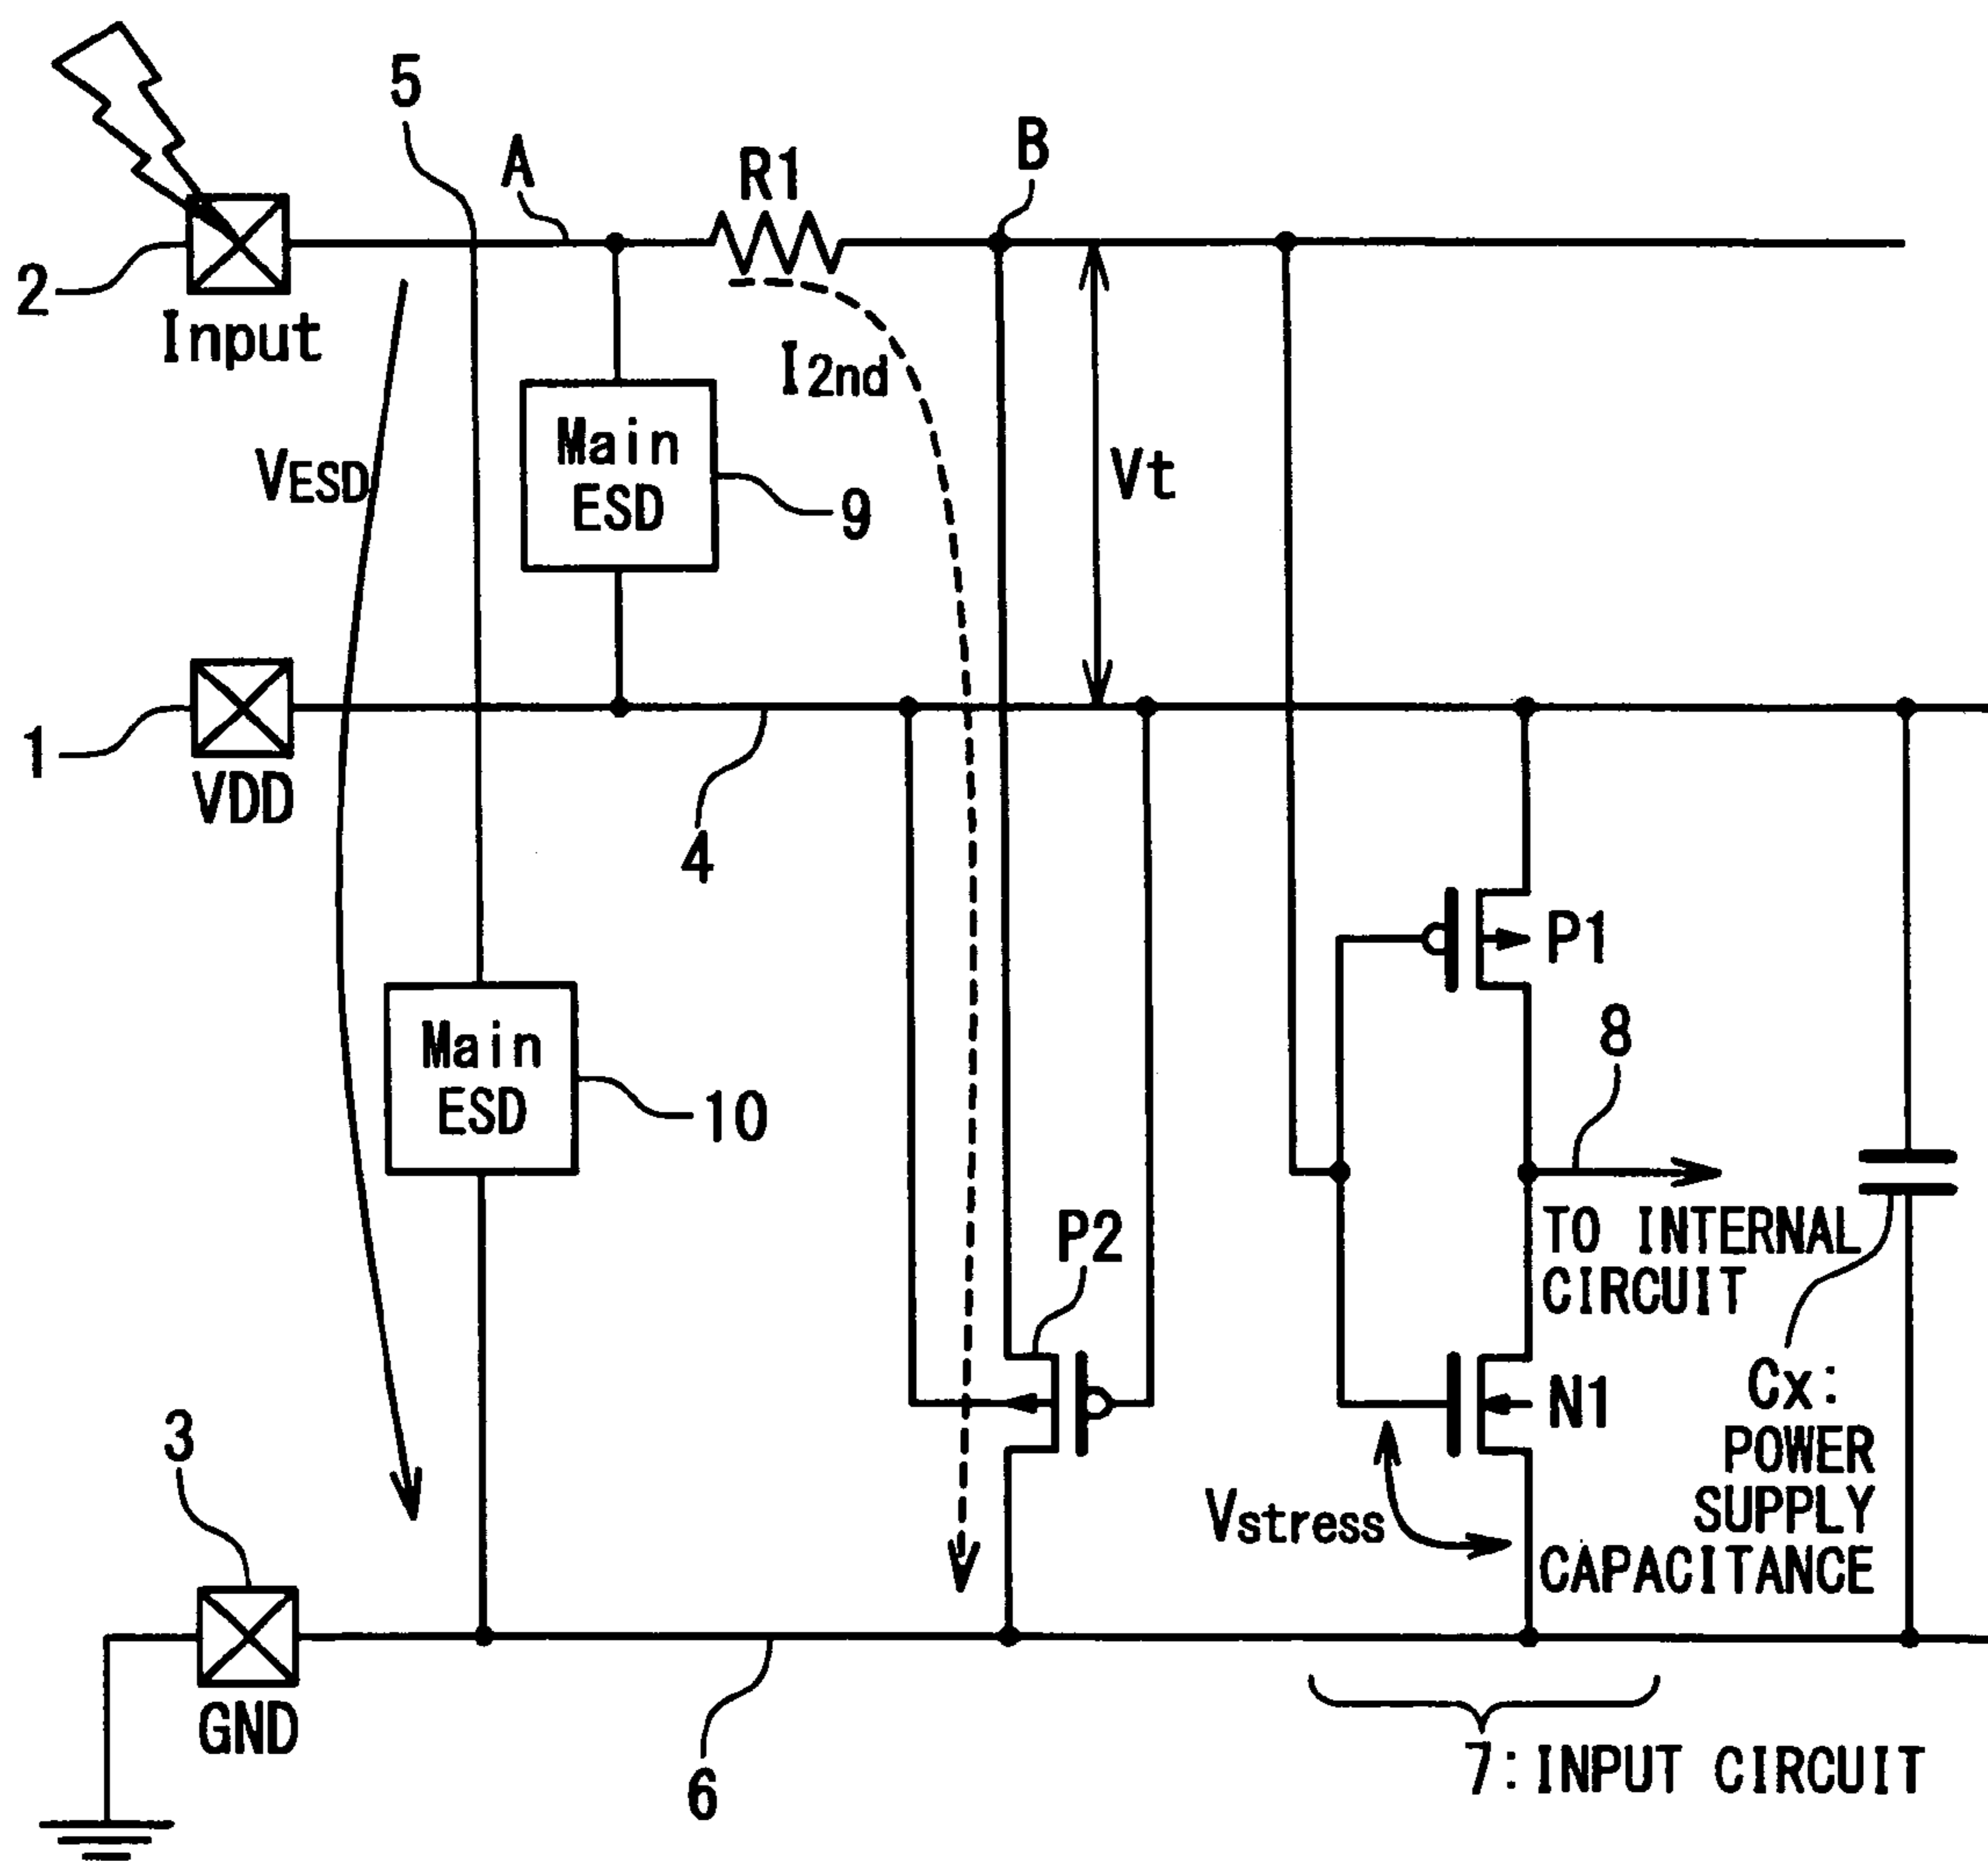 5
A
R1
B
2
Input
I2nd
VESD
Main
ESD
9
Vt
1
VDD
4
P1
8
Main
ESD
10
P2
TO INTERNAL
CIRCUIT
3
N1
Cx:
POWER
SUPPLY
CAPACITANCE
Vstress
GND
6
7:INPUT CIRCUIT